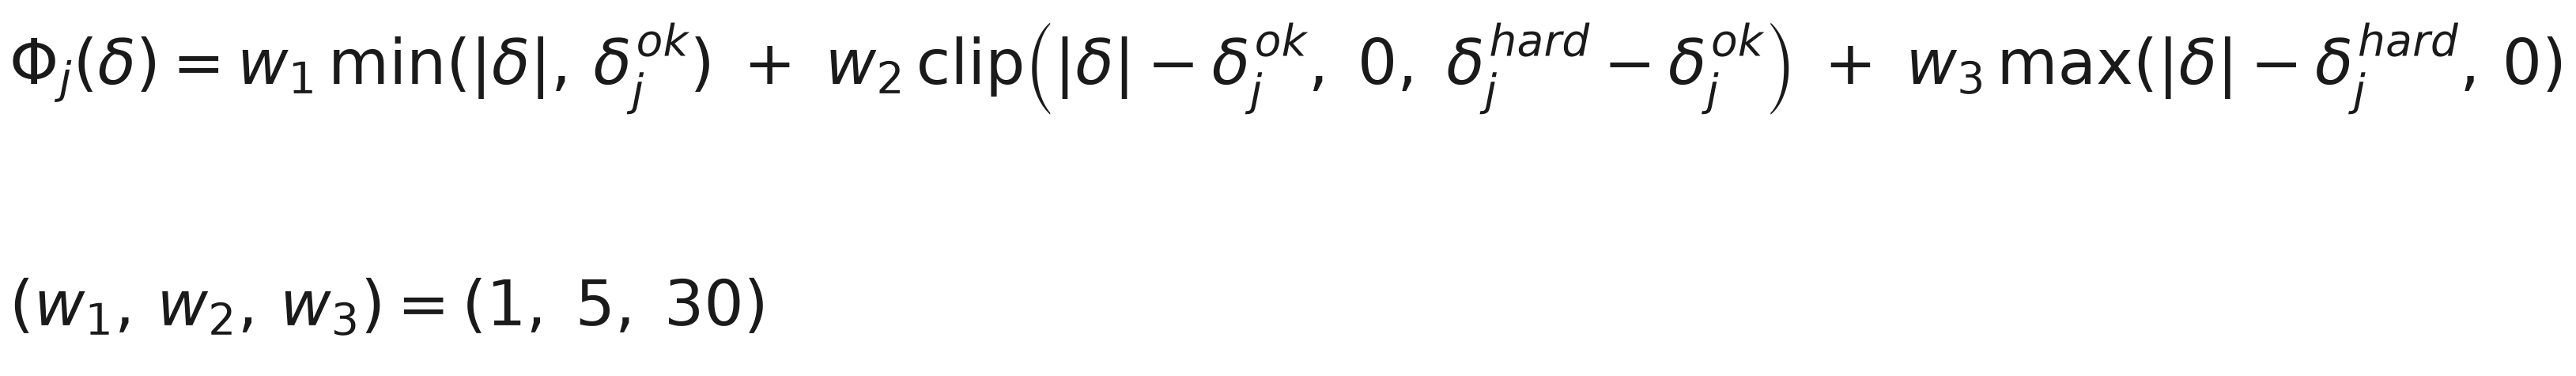 Φ_j(δ) = w_1 min(|δ|, δ_j^{ok}) + w_2 clip(|δ| − δ_j^{ok}, 0, δ_j^{hard} − δ_j^{ok}) + w_3 max(|δ| − δ_j^{hard}, 0)
(w_1, w_2, w_3) = (1, 5, 30)